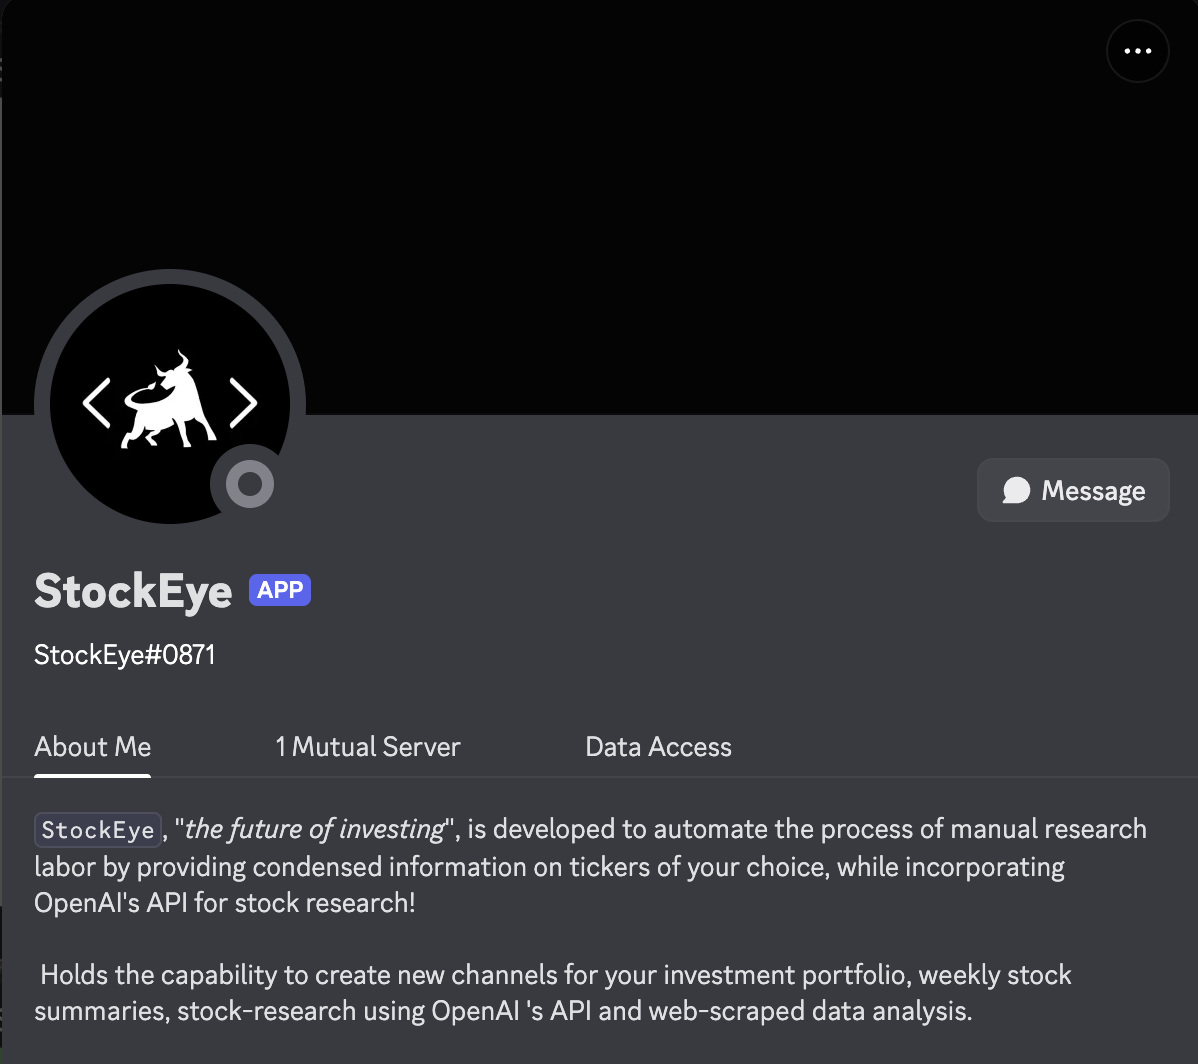 StockEye APP
StockEye#0871
Message
About Me
1 Mutual Server
Data Access
StockEye, "the future of investing", is developed to automate the process of manual research
labor by providing condensed information on tickers of your choice, while incorporating
OpenAI's API for stock research!
Holds the capability to create new channels for your investment portfolio, weekly stock
summaries, stock-research using OpenAI 's API and web-scraped data analysis.